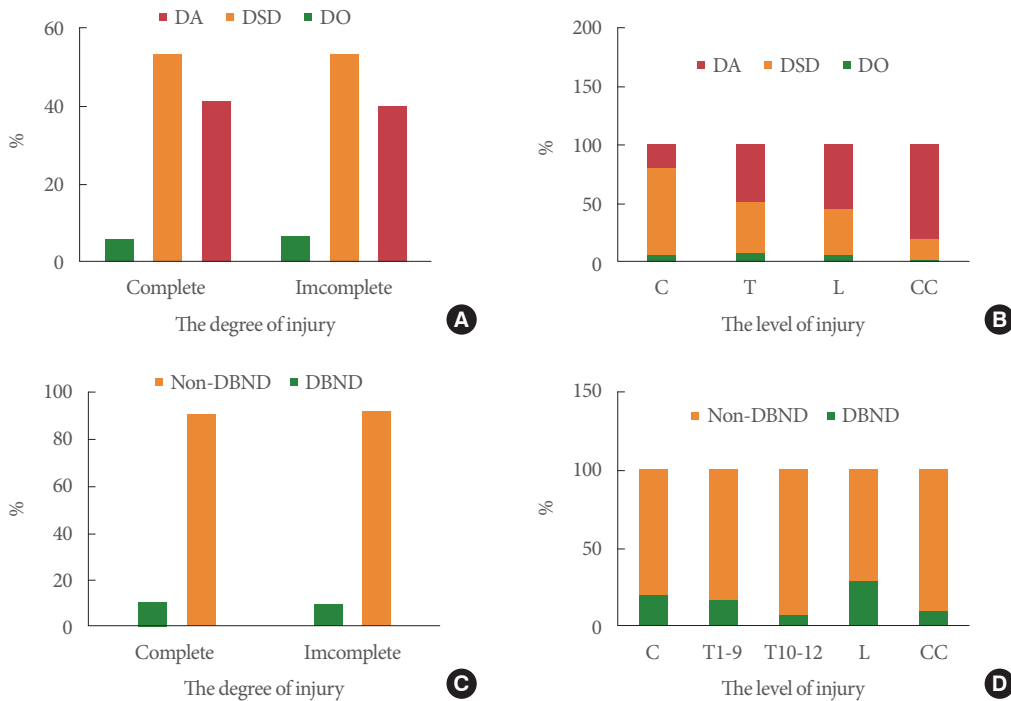 DA DSD DO
60
40
20
0
%
Complete Imcomplete
The degree of injury
A
200
150
100
50
0
%
DA DSD DO
C T L CC
The level of injury
B
Non-DBND DBND
100
80
60
40
20
0
%
Complete Imcomplete
The degree of injury
C
150
100
50
0
%
Non-DBND DBND
C T1-9 T10-12 L CC
The level of injury
D